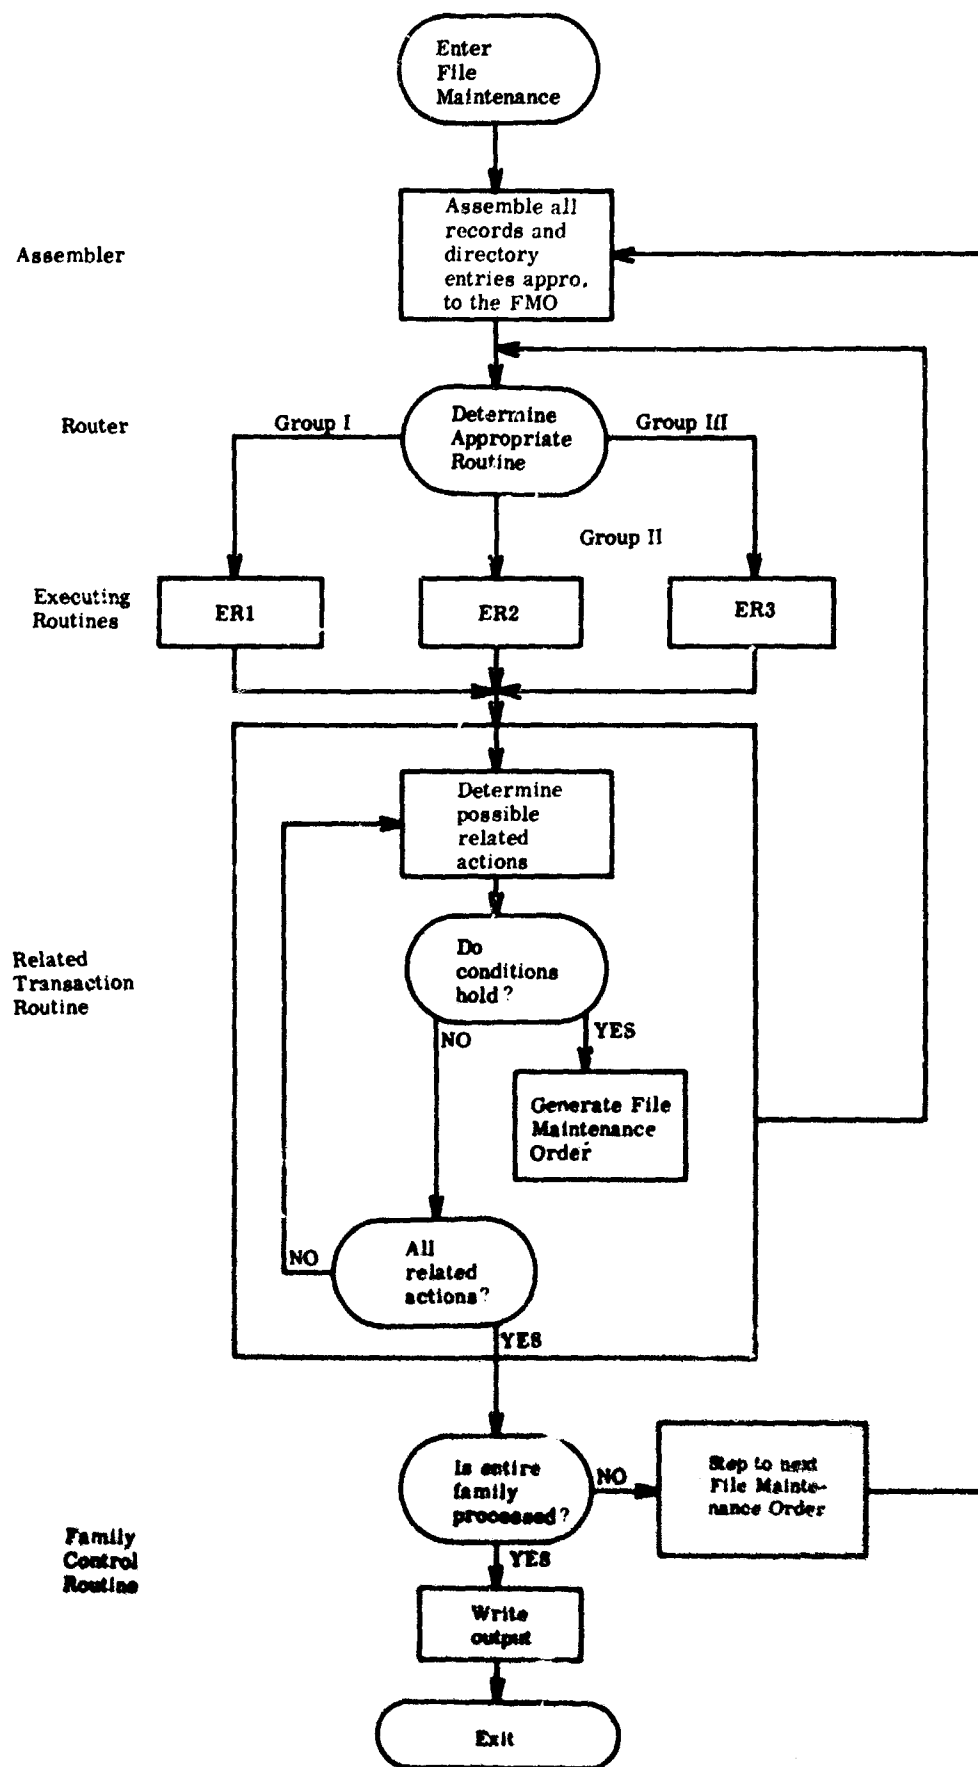 Enter
File
Maintenance
Assembler
Assemble all
records and
directory
entries appro.
to the FMO
Router
Group I
Determine
Appropriate
Routine
Group III
Group II
Executing
Routines
ER1
ER2
ER3
Determine
possible
related
actions
Related
Transaction
Routine
Do
conditions
hold?
NO
YES
Generate File
Maintenance
Order
NO
All
related
actions?
YES
Is entire
family
processed?
NO
Step to next
File Mainte-
nance Order
Family
Control
Routine
YES
Write
output
Exit